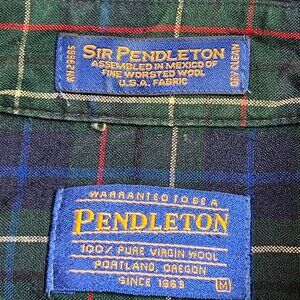 SIR PENDLETON
ASSEMBLED IN MEXICO OF
FINE WORSTED WOOL
U.S.A. FABRIC
DRY CLEAN
WARRANTED TO BE A
PENDLETON
100% PURE VIRGIN WOOL
PORTLAND, OREGON
SINCE 1863
M